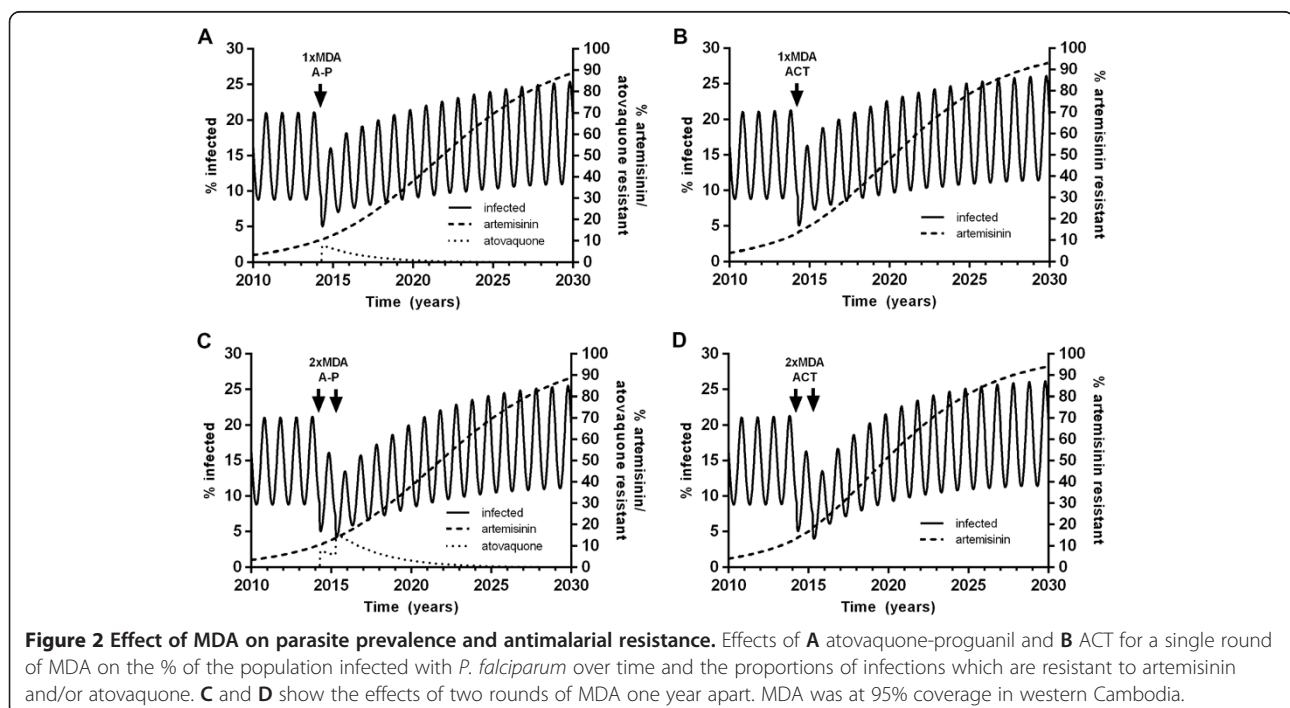 A
1xMDA
A-P
% infected
30
25
20
15
10
5
0
100
90
80
70
60
50
40
30
20
10
0
% artemisinin/
atovaquone resistant
infected
artemisinin
atovaquone
2010 2015 2020 2025 2030
Time (years)
B
1xMDA
ACT
% infected
30
25
20
15
10
5
0
100
90
80
70
60
50
40
30
20
10
0
% artemisinin resistant
infected
artemisinin
2010 2015 2020 2025 2030
Time (years)
C
2xMDA
A-P
% infected
30
25
20
15
10
5
0
100
90
80
70
60
50
40
30
20
10
0
% artemisinin/
atovaquone resistant
infected
artemisinin
atovaquone
2010 2015 2020 2025 2030
Time (years)
D
2xMDA
ACT
% infected
30
25
20
15
10
5
0
100
90
80
70
60
50
40
30
20
10
0
% artemisinin resistant
infected
artemisinin
2010 2015 2020 2025 2030
Time (years)
Figure 2 Effect of MDA on parasite prevalence and antimalarial resistance. Effects of A atovaquone-proguanil and B ACT for a single round
of MDA on the % of the population infected with P. falciparum over time and the proportions of infections which are resistant to artemisinin
and/or atovaquone. C and D show the effects of two rounds of MDA one year apart. MDA was at 95% coverage in western Cambodia.